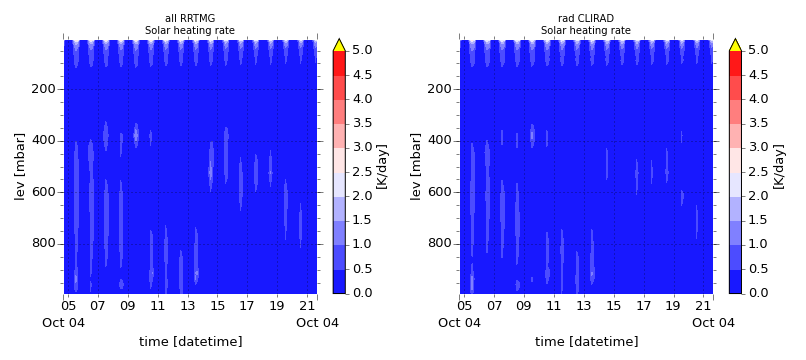 all RRTMG
Solar heating rate
200
400
600
800
lev [mbar]
05 07 09 11 13 15 17 19 21
Oct 04 Oct 04
time [datetime]
5.0
4.5
4.0
3.5
3.0
2.5
2.0
1.5
1.0
0.5
0.0
[K/day]
rad CLIRAD
Solar heating rate
200
400
600
800
lev [mbar]
05 07 09 11 13 15 17 19 21
Oct 04 Oct 04
time [datetime]
5.0
4.5
4.0
3.5
3.0
2.5
2.0
1.5
1.0
0.5
0.0
[K/day]